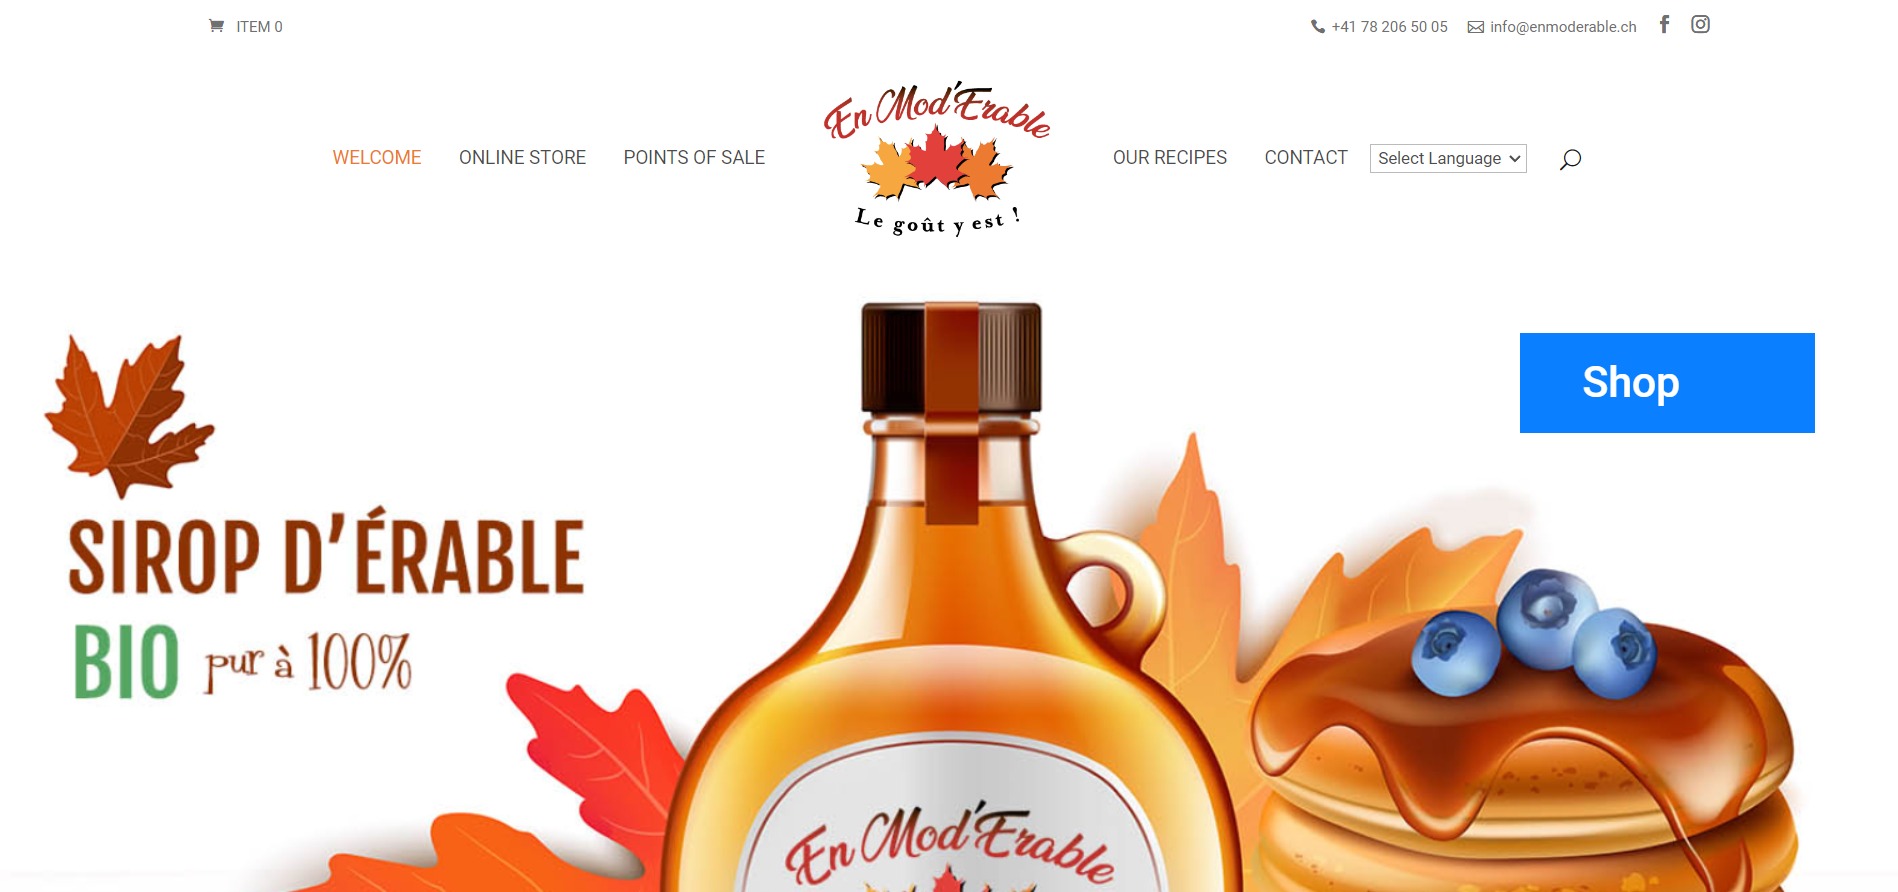 ITEM 0
+41 78 206 50 05 info@enmoderable.ch
WELCOME ONLINE STORE POINTS OF SALE
En Mod'Erable
Le goût y est !
OUR RECIPES CONTACT Select Language
Shop
SIROP D'ÉRABLE
BIO pur à 100%
En Mod'Erable